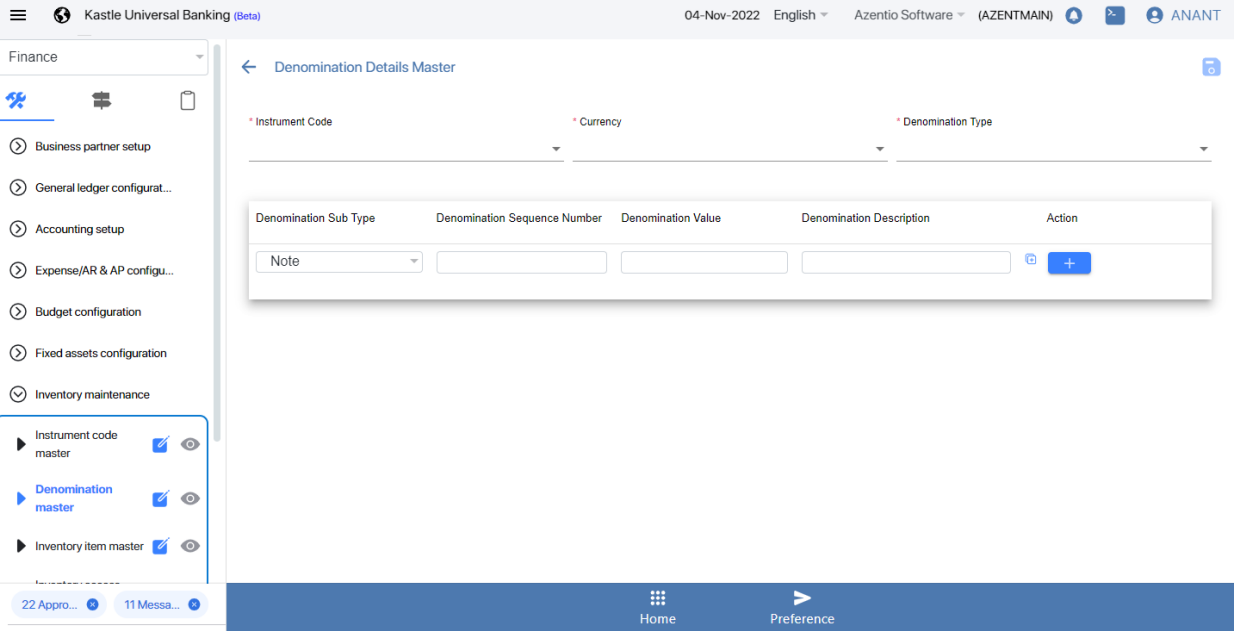 Kastle Universal Banking (Beta)
04-Nov-2022 English Azentio Software (AZENTMAIN) ANANT
Finance
Denomination Details Master
* Instrument Code
* Currency
* Denomination Type
Business partner setup
General ledger configurat...
Accounting setup
Expense/AR & AP configu...
Budget configuration
Fixed assets configuration
Inventory maintenance
Instrument code
master
Denomination
master
Inventory item master
Denomination Sub Type Denomination Sequence Number Denomination Value Denomination Description Action
Note
+
22 Appro...
11 Messa...
Home
Preference